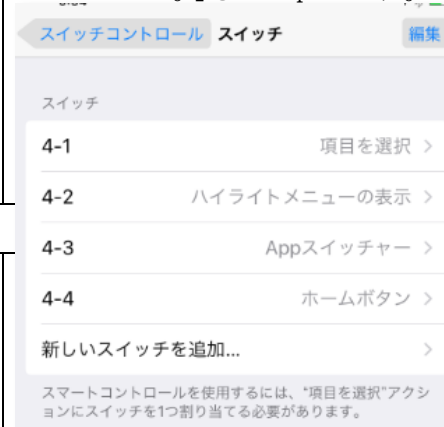 スイッチコントロール スイッチ 編集
スイッチ
4-1 項目を選択
4-2 ハイライトメニューの表示
4-3 Appスイッチャー
4-4 ホームボタン
新しいスイッチを追加...
スマートコントロールを使用するには、"項目を選択"アクシ
ョンにスイッチを1つ割り当てる必要があります。